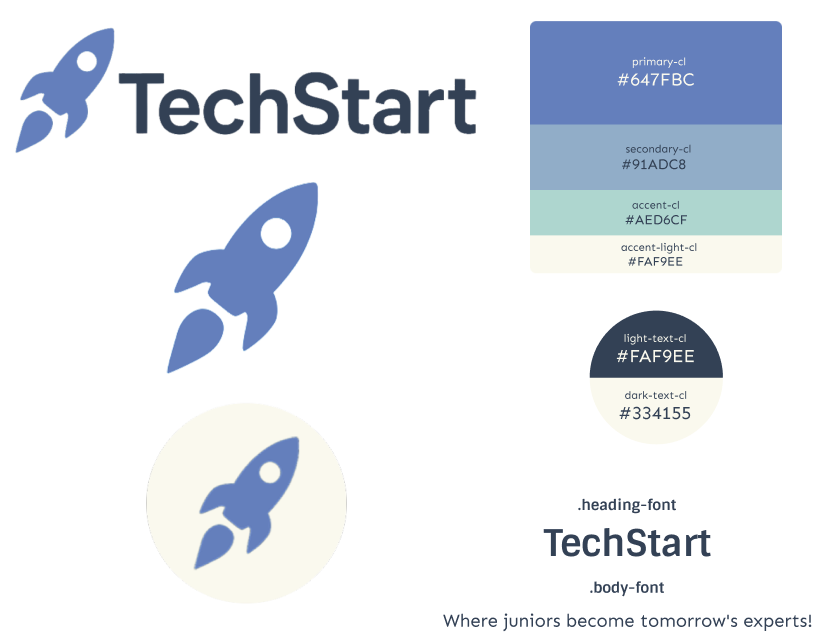 TechStart
primary-cl
#647FBC
secondary-cl
#91ADC8
accent-cl
#AED6CF
accent-light-cl
#FAF9EE
light-text-cl
#FAF9EE
dark-text-cl
#334155
.heading-font
TechStart
.body-font
Where juniors become tomorrow's experts!